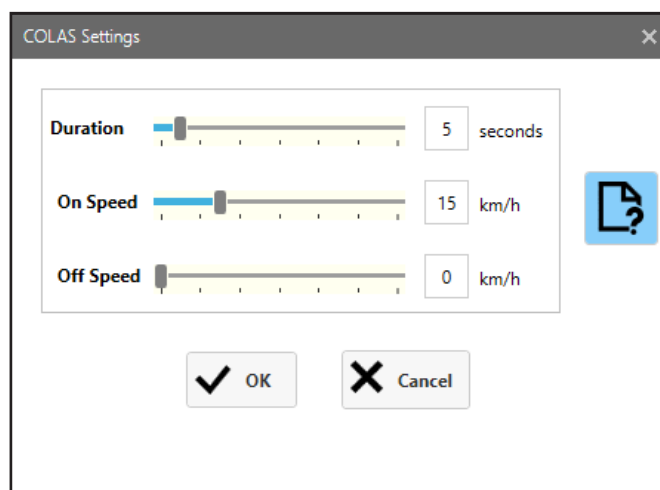 COLAS Settings
Duration 5 seconds
On Speed 15 km/h
Off Speed 0 km/h
OK Cancel